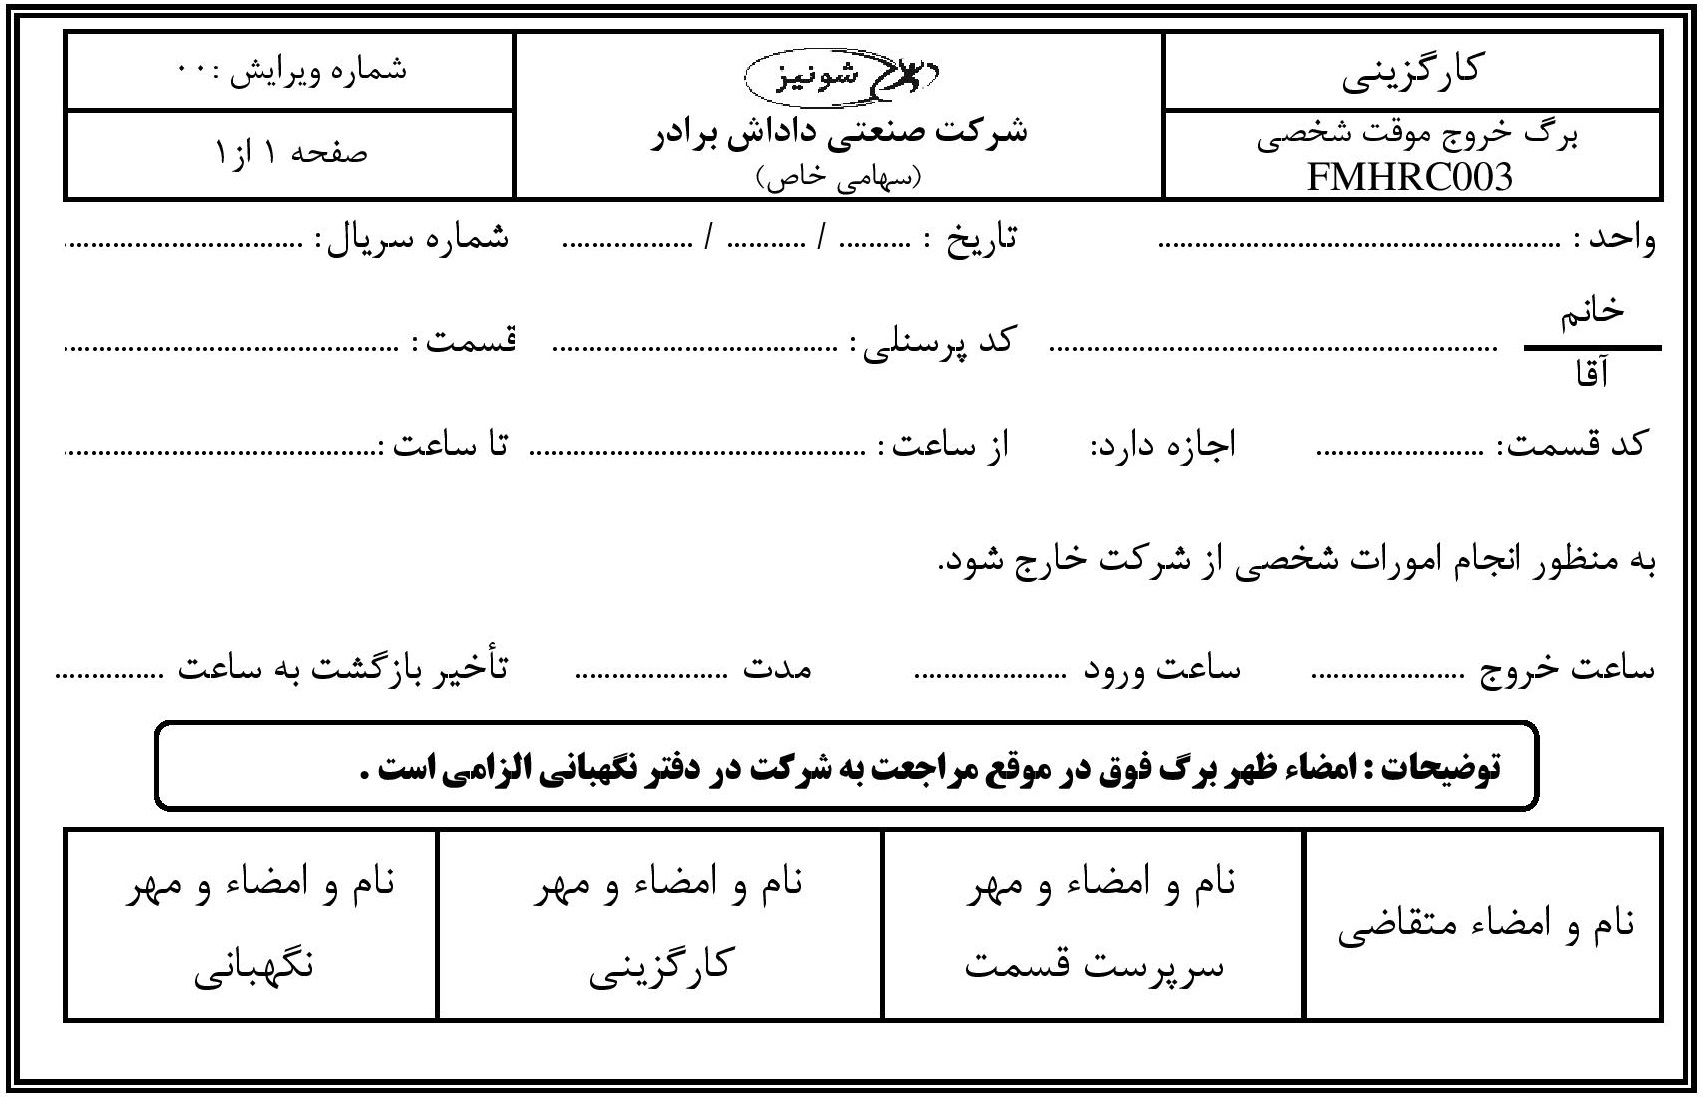 کارگزینی
برگ خروج موقت شخصی
FMHRC003
شونیز
شرکت صنعتی داداش برادر
(سهامی خاص)
شماره ویرایش :۰۰
صفحه ۱ از۱
واحد : ........................................................ تاریخ : .......... / ........... / .................. شماره سریال: .................................
خانم
آقا
.............................................................. کد پرسنلی: ....................................... قسمت: ..............................................
کد قسمت: ....................... اجازه دارد: از ساعت : .............................................. تا ساعت :...........................................
به منظور انجام امورات شخصی از شرکت خارج شود.
ساعت خروج ..................... ساعت ورود ..................... مدت ..................... تأخیر بازگشت به ساعت ...............
توضیحات : امضاء ظهر برگ فوق در موقع مراجعت به شرکت در دفتر نگهبانی الزامی است .
نام و امضاء متقاضی
نام و امضاء و مهر
سرپرست قسمت
نام و امضاء و مهر
کارگزینی
نام و امضاء و مهر
نگهبانی